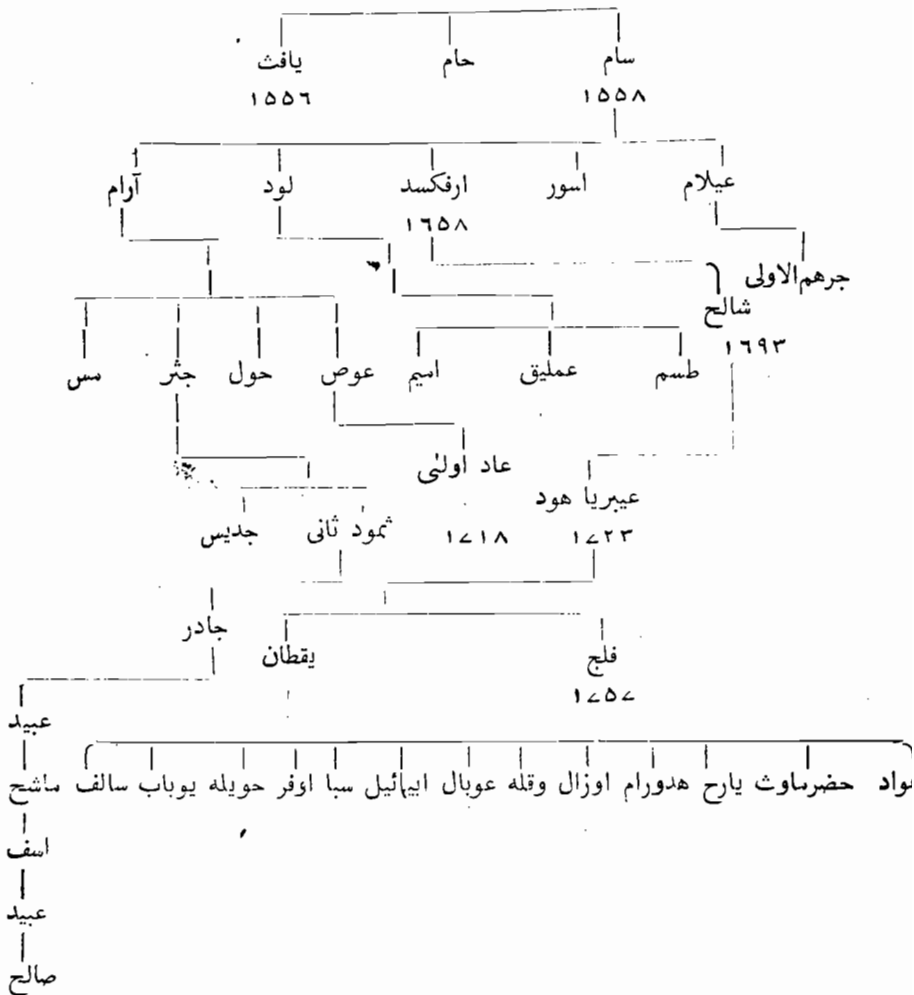 سام حام يافث
١٥٥٨ ١٥٥٦
عيلام اسور ارفكسد لود آرام
١٦٥٨
جرهم الاولى
شالح
١٦٩٣
طسم عمليق اسيم عوص حول جثر مس
عاد اولىٰ
عيبريا هود
ثمود ثانى جديس
١٧٢٣ ١٧١٨
جادر
فلج يقطان
١٧٥٧
عبيد
حضرماوث يارح هدورام اوزال وقله عوبال ابيمائيل سبا اوفر حويله يوباب سالف ماشح
اسف
عبيد
صالح